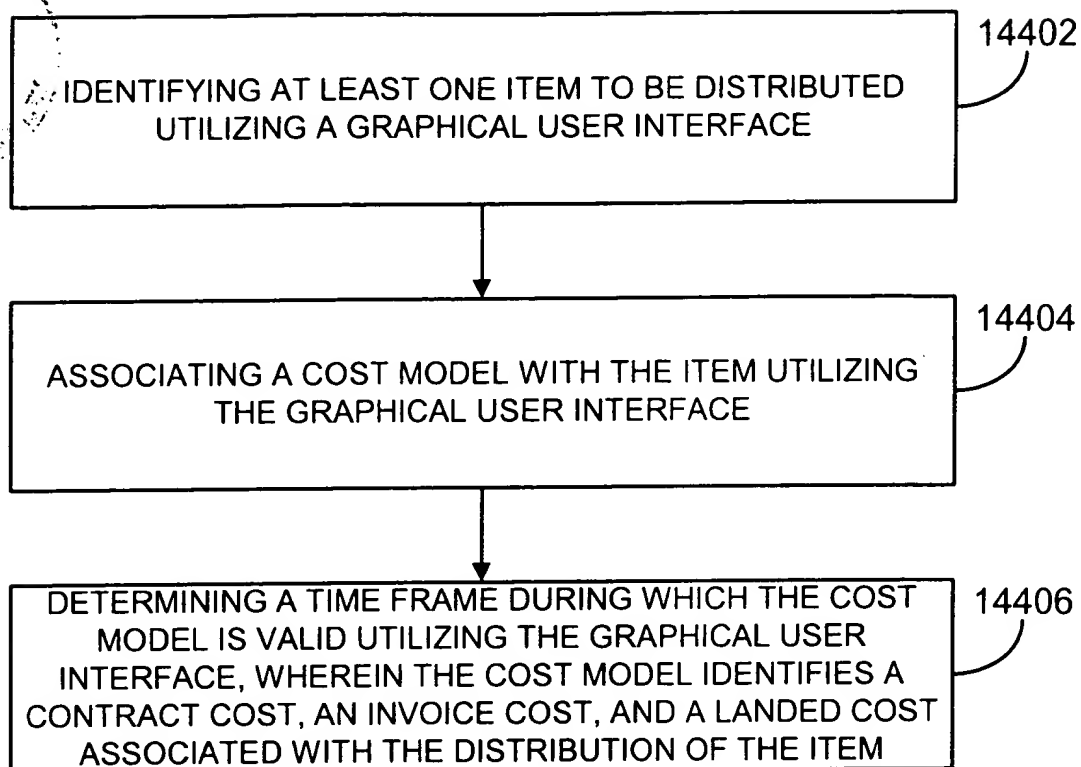 14402
IDENTIFYING AT LEAST ONE ITEM TO BE DISTRIBUTED
UTILIZING A GRAPHICAL USER INTERFACE
14404
ASSOCIATING A COST MODEL WITH THE ITEM UTILIZING
THE GRAPHICAL USER INTERFACE
14406
DETERMINING A TIME FRAME DURING WHICH THE COST
MODEL IS VALID UTILIZING THE GRAPHICAL USER
INTERFACE, WHEREIN THE COST MODEL IDENTIFIES A
CONTRACT COST, AN INVOICE COST, AND A LANDED COST
ASSOCIATED WITH THE DISTRIBUTION OF THE ITEM